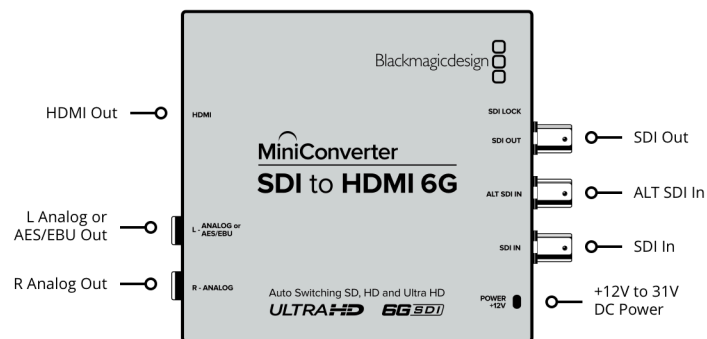 Blackmagicdesign
HDMI Out
HDMI
SDI LOCK
SDI OUT
SDI Out
MiniConverter
SDI to HDMI 6G
ALT SDI IN
ALT SDI In
L Analog or
AES/EBU Out
L - ANALOG or
AES/EBU
SDI IN
SDI In
R Analog Out
R - ANALOG
Auto Switching SD, HD and Ultra HD
ULTRA HD 6G SDI
POWER
+12V
+12V to 31V
DC Power